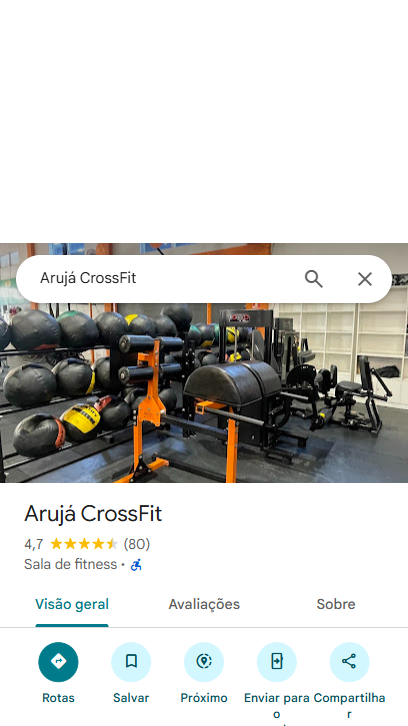 Arujá CrossFit
Arujá CrossFit
4,7 (80)
Sala de fitness ·
Visão geral
Avaliações
Sobre
Rotas
Salvar
Próximo
Enviar para
o
Compartilha
r